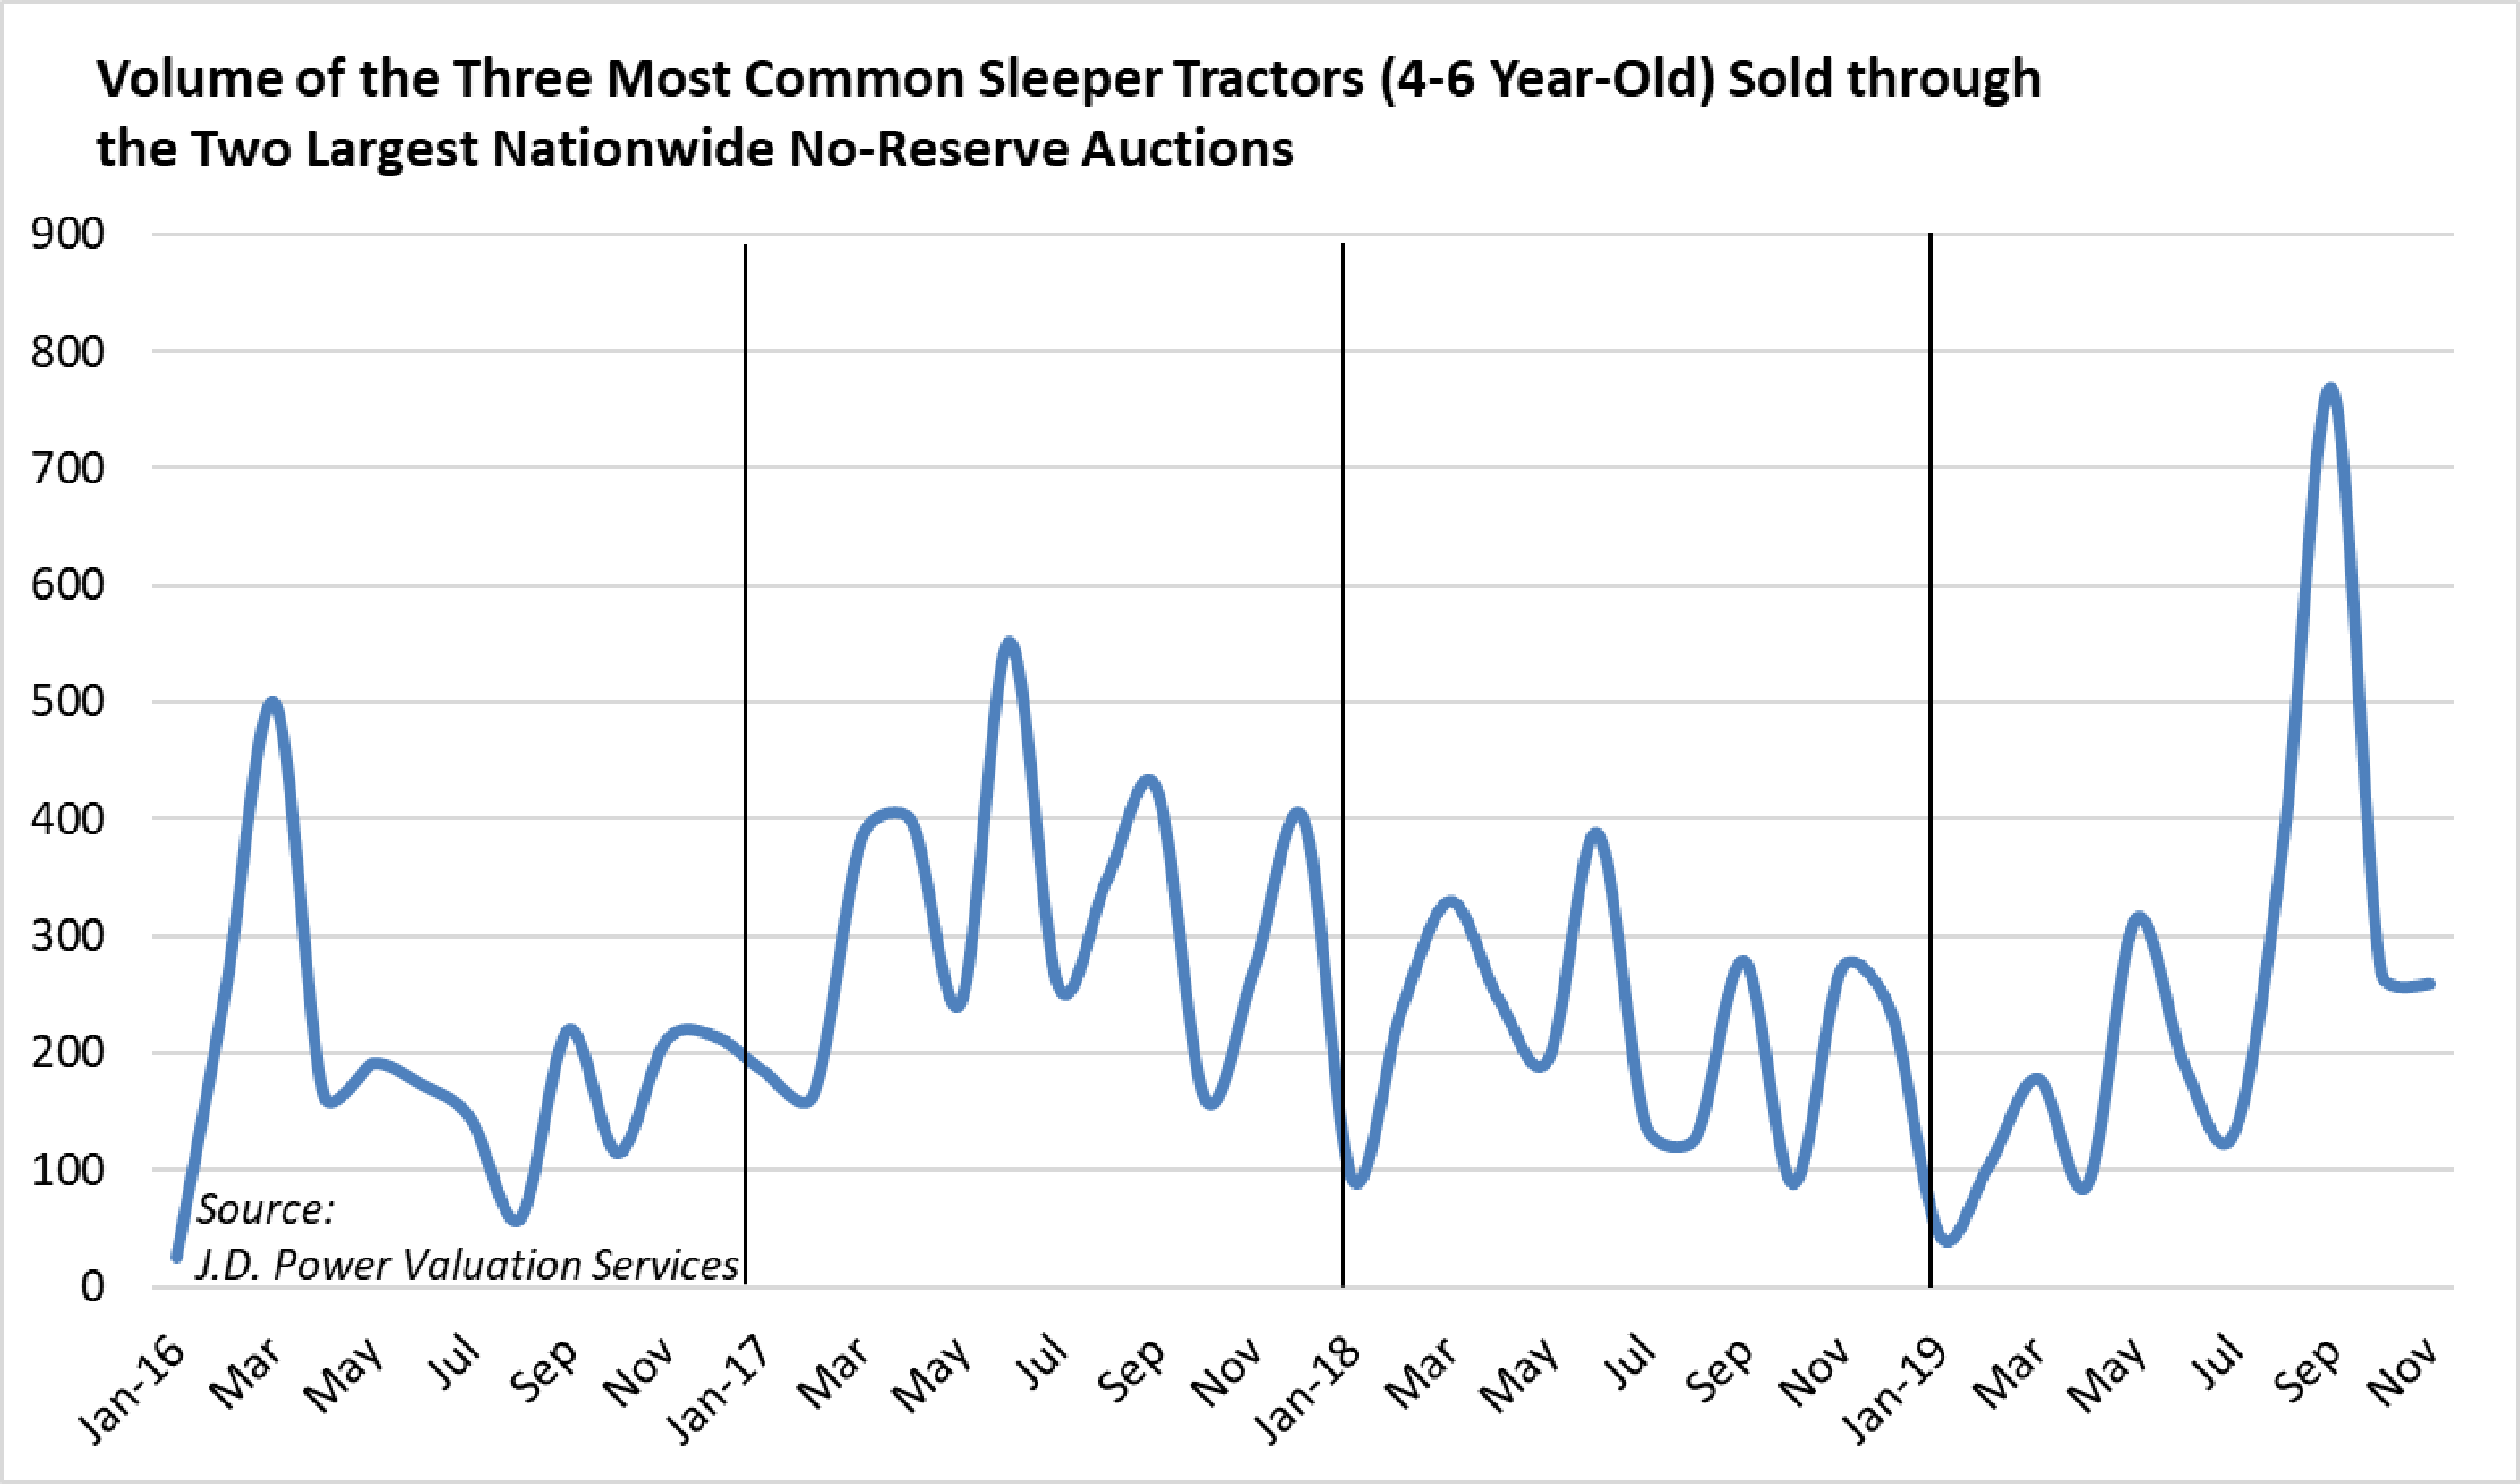 Volume of the Three Most Common Sleeper Tractors (4-6 Year-Old) Sold through
the Two Largest Nationwide No-Reserve Auctions
900
800
700
600
500
400
300
200
100
0
Source:
J.D. Power Valuation Services
Jan-16
Mar
May
Jul
Sep
Nov
Jan-17
Mar
May
Jul
Sep
Nov
Jan-18
Mar
May
Jul
Sep
Nov
Jan-19
Mar
May
Jul
Sep
Nov